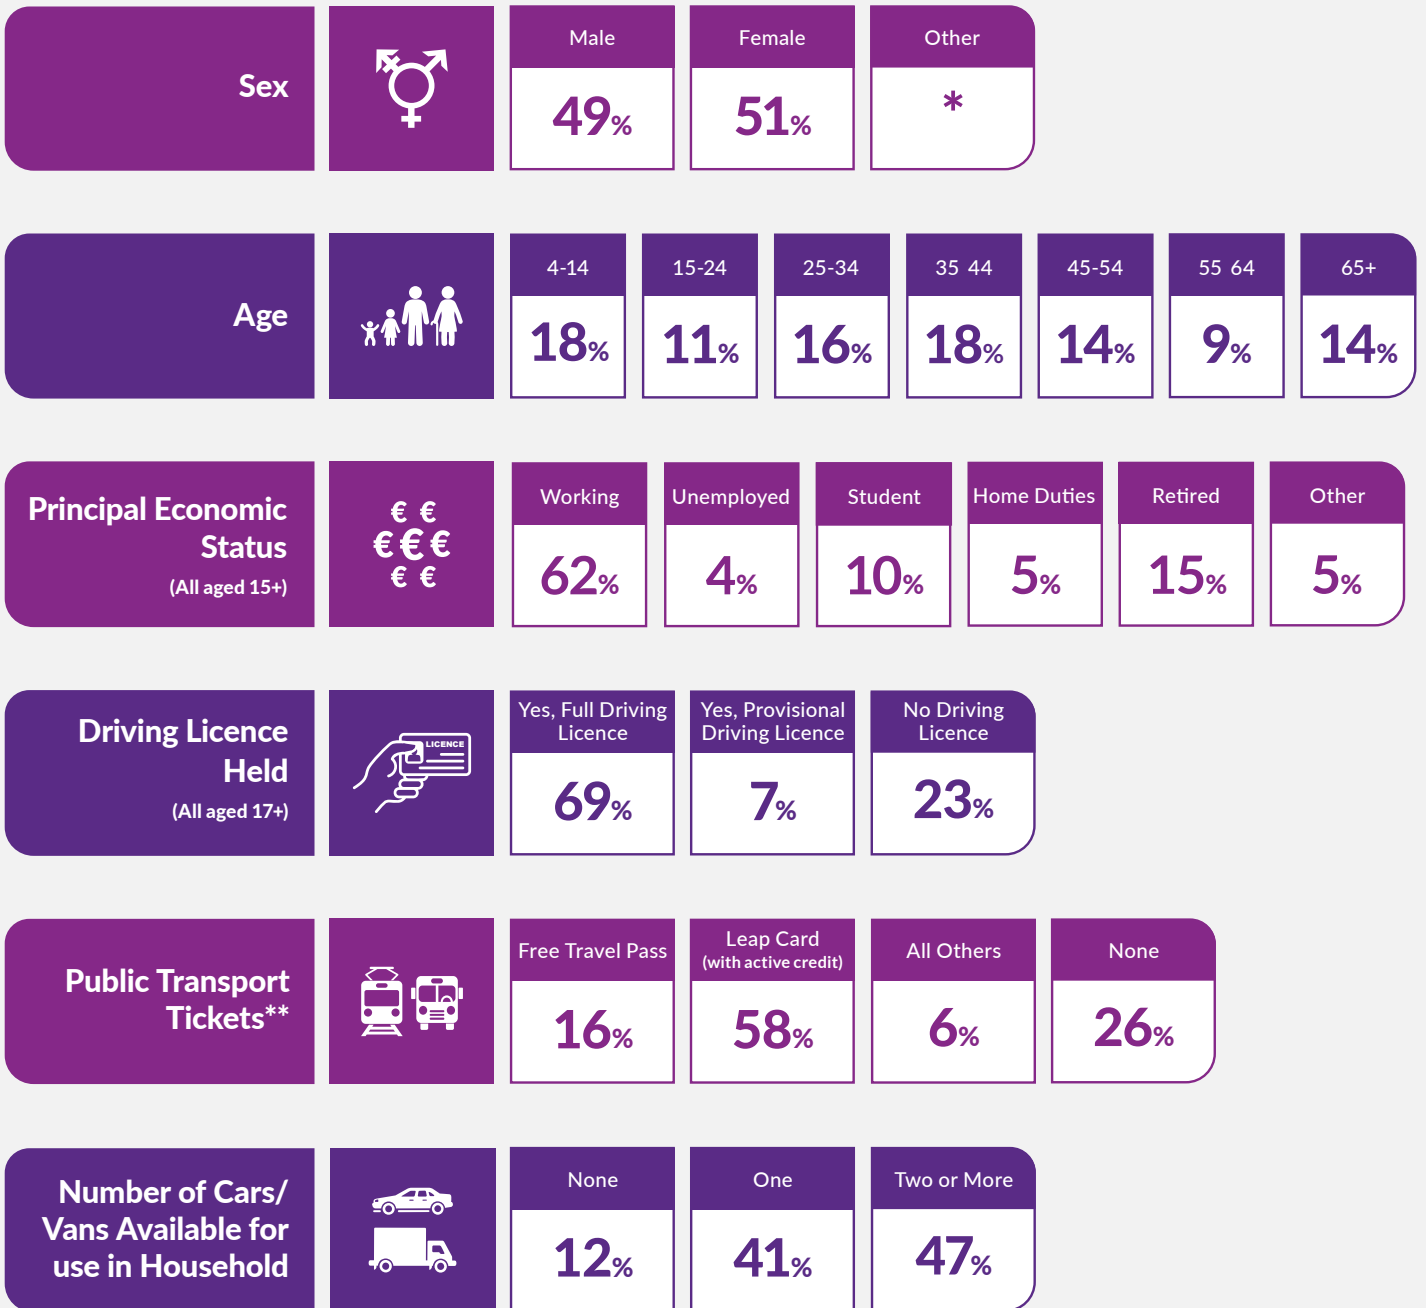 Sex
Male
Female
Other
49%
51%
*
Age
4-14
15-24
25-34
35 44
45-54
55 64
65+
18%
11%
16%
18%
14%
9%
14%
Principal Economic
Status
(All aged 15+)
€ €
€ € €
€ €
Working
Unemployed
Student
Home Duties
Retired
Other
62%
4%
10%
5%
15%
5%
Driving Licence
Held
(All aged 17+)
LICENCE
Yes, Full Driving
Licence
Yes, Provisional
Driving Licence
No Driving
Licence
69%
7%
23%
Public Transport
Tickets**
Free Travel Pass
Leap Card
(with active credit)
All Others
None
16%
58%
6%
26%
Number of Cars/
Vans Available for
use in Household
None
One
Two or More
12%
41%
47%